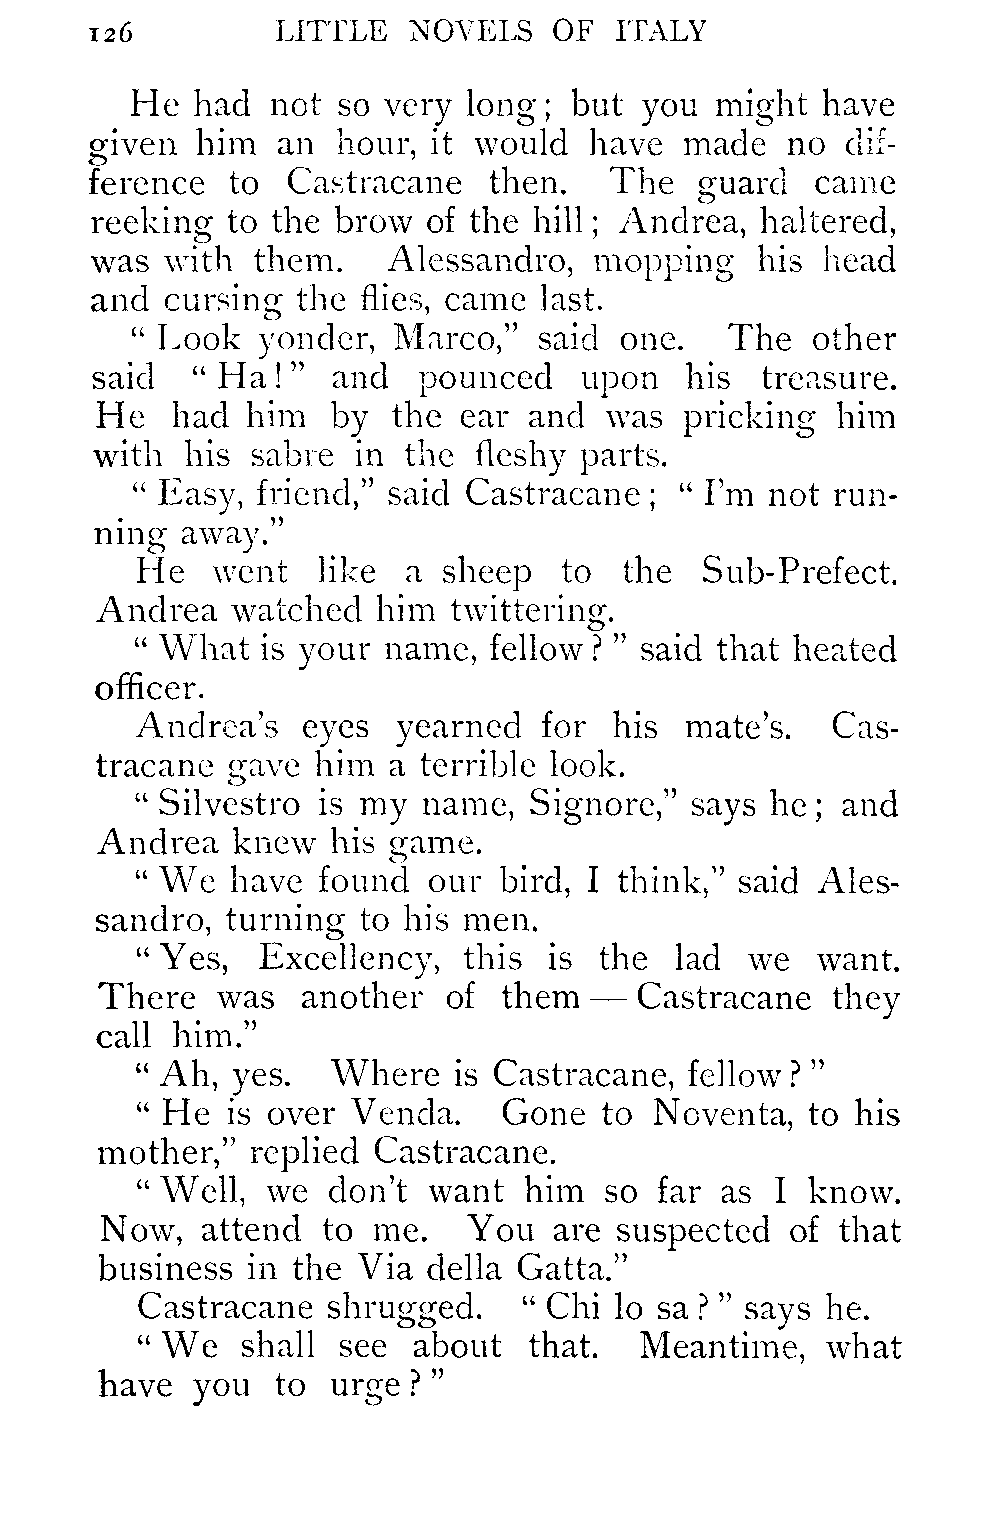 126 LITTLE NOVELS OF ITALY
He had not so very long; but you might have
given him an hour, it would have made no dif-
ference to Castracane then. The guard came
reeking to the brow of the hill; Andrea, haltered,
was with them. Alessandro, mopping his head
and cursing the flies, came last.
“Look yonder, Marco,” said one. The other
said “Ha!” and pounced upon his treasure.
He had him by the ear and was pricking him
with his sabre in the fleshy parts.
“Easy, friend,” said Castracane; “I'm not run-
ning away.”
He went like a sheep to the Sub-Prefect.
Andrea watched him twittering.
“What is your name, fellow?” said that heated
officer.
Andrea's eyes yearned for his mate's. Cas-
tracane gave him a terrible look.
“Silvestro is my name, Signore,” says he; and
Andrea knew his game.
“We have found our bird, I think,” said Ales-
sandro, turning to his men.
“Yes, Excellency, this is the lad we want.
There was another of them — Castracane they
call him.”
“Ah, yes. Where is Castracane, fellow?”
“He is over Venda. Gone to Noventa, to his
mother,” replied Castracane.
“Well, we don't want him so far as I know.
Now, attend to me. You are suspected of that
business in the Via della Gatta.”
Castracane shrugged. “Chi lo sa?” says he.
“We shall see about that. Meantime, what
have you to urge?”